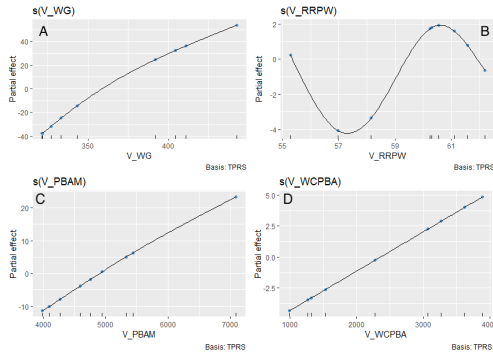 s(V_WG)
A
Partial effect
40
20
0
-20
-40
350
400
V_WG
Basis: TPRS
s(V_RRPW)
B
Partial effect
2
0
-2
-4
55
57
59
61
V_RRPW
Basis: TPRS
s(V_PBAM)
C
Partial effect
20
10
0
-10
4000
5000
6000
7000
V_PBAM
Basis: TPRS
s(V_WCPBA)
D
Partial effect
5.0
2.5
0.0
-2.5
1000
2000
3000
4000
V_WCPBA
Basis: TPRS